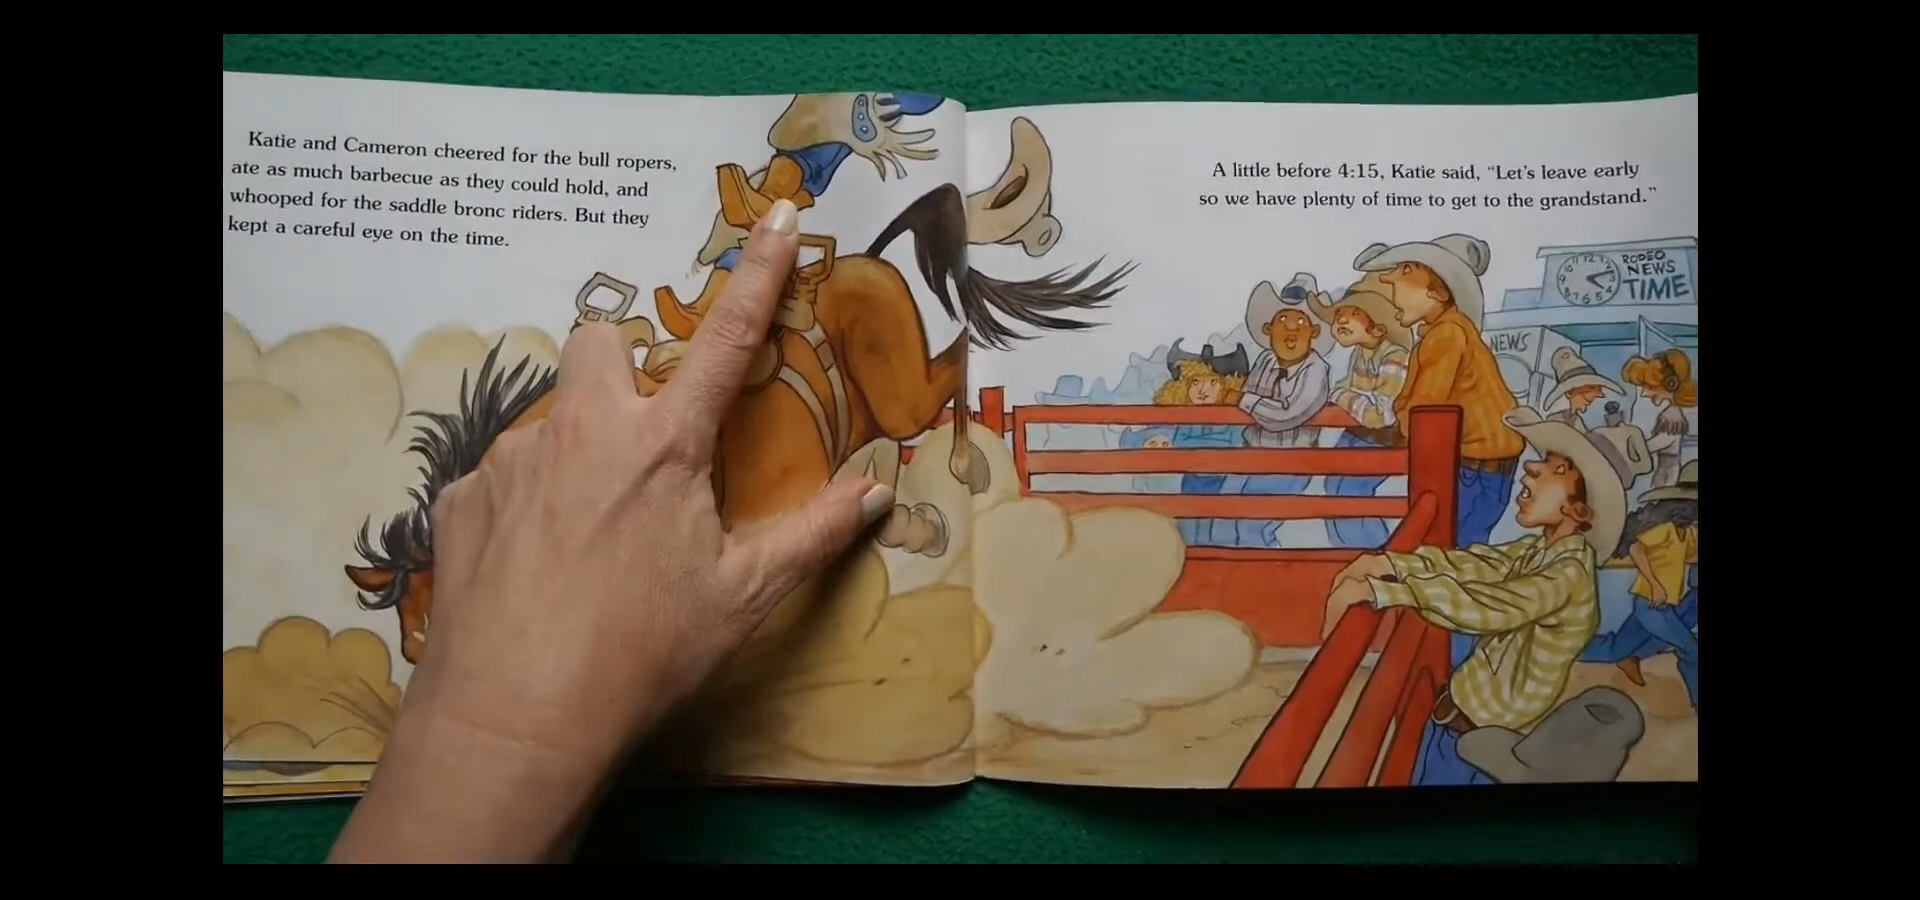 Katie and Cameron cheered for the bull ropers,
ate as much barbecue as they could hold, and
whooped for the saddle bronc riders. But they
kept a careful eye on the time.
A little before 4:15, Katie said, “Let’s leave early
so we have plenty of time to get to the grandstand.”
RODEO
NEWS
TIME
NEWS